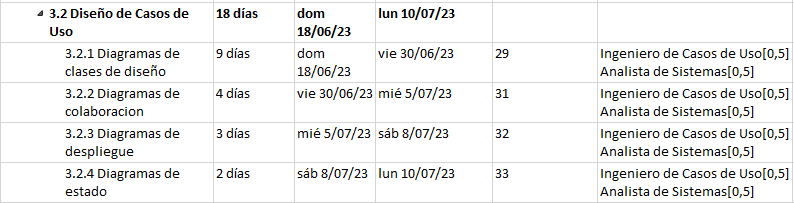 3.2 Diseño de Casos de Uso 18 días dom 18/06/23 lun 10/07/23
3.2.1 Diagramas de clases de diseño 9 días dom 18/06/23 vie 30/06/23 29 Ingeniero de Casos de Uso[0,5] Analista de Sistemas[0,5]
3.2.2 Diagramas de colaboracion 4 días vie 30/06/23 mié 5/07/23 31 Ingeniero de Casos de Uso[0,5] Analista de Sistemas[0,5]
3.2.3 Diagramas de despliegue 3 días mié 5/07/23 sáb 8/07/23 32 Ingeniero de Casos de Uso[0,5] Analista de Sistemas[0,5]
3.2.4 Diagramas de estado 2 días sáb 8/07/23 lun 10/07/23 33 Ingeniero de Casos de Uso[0,5] Analista de Sistemas[0,5]